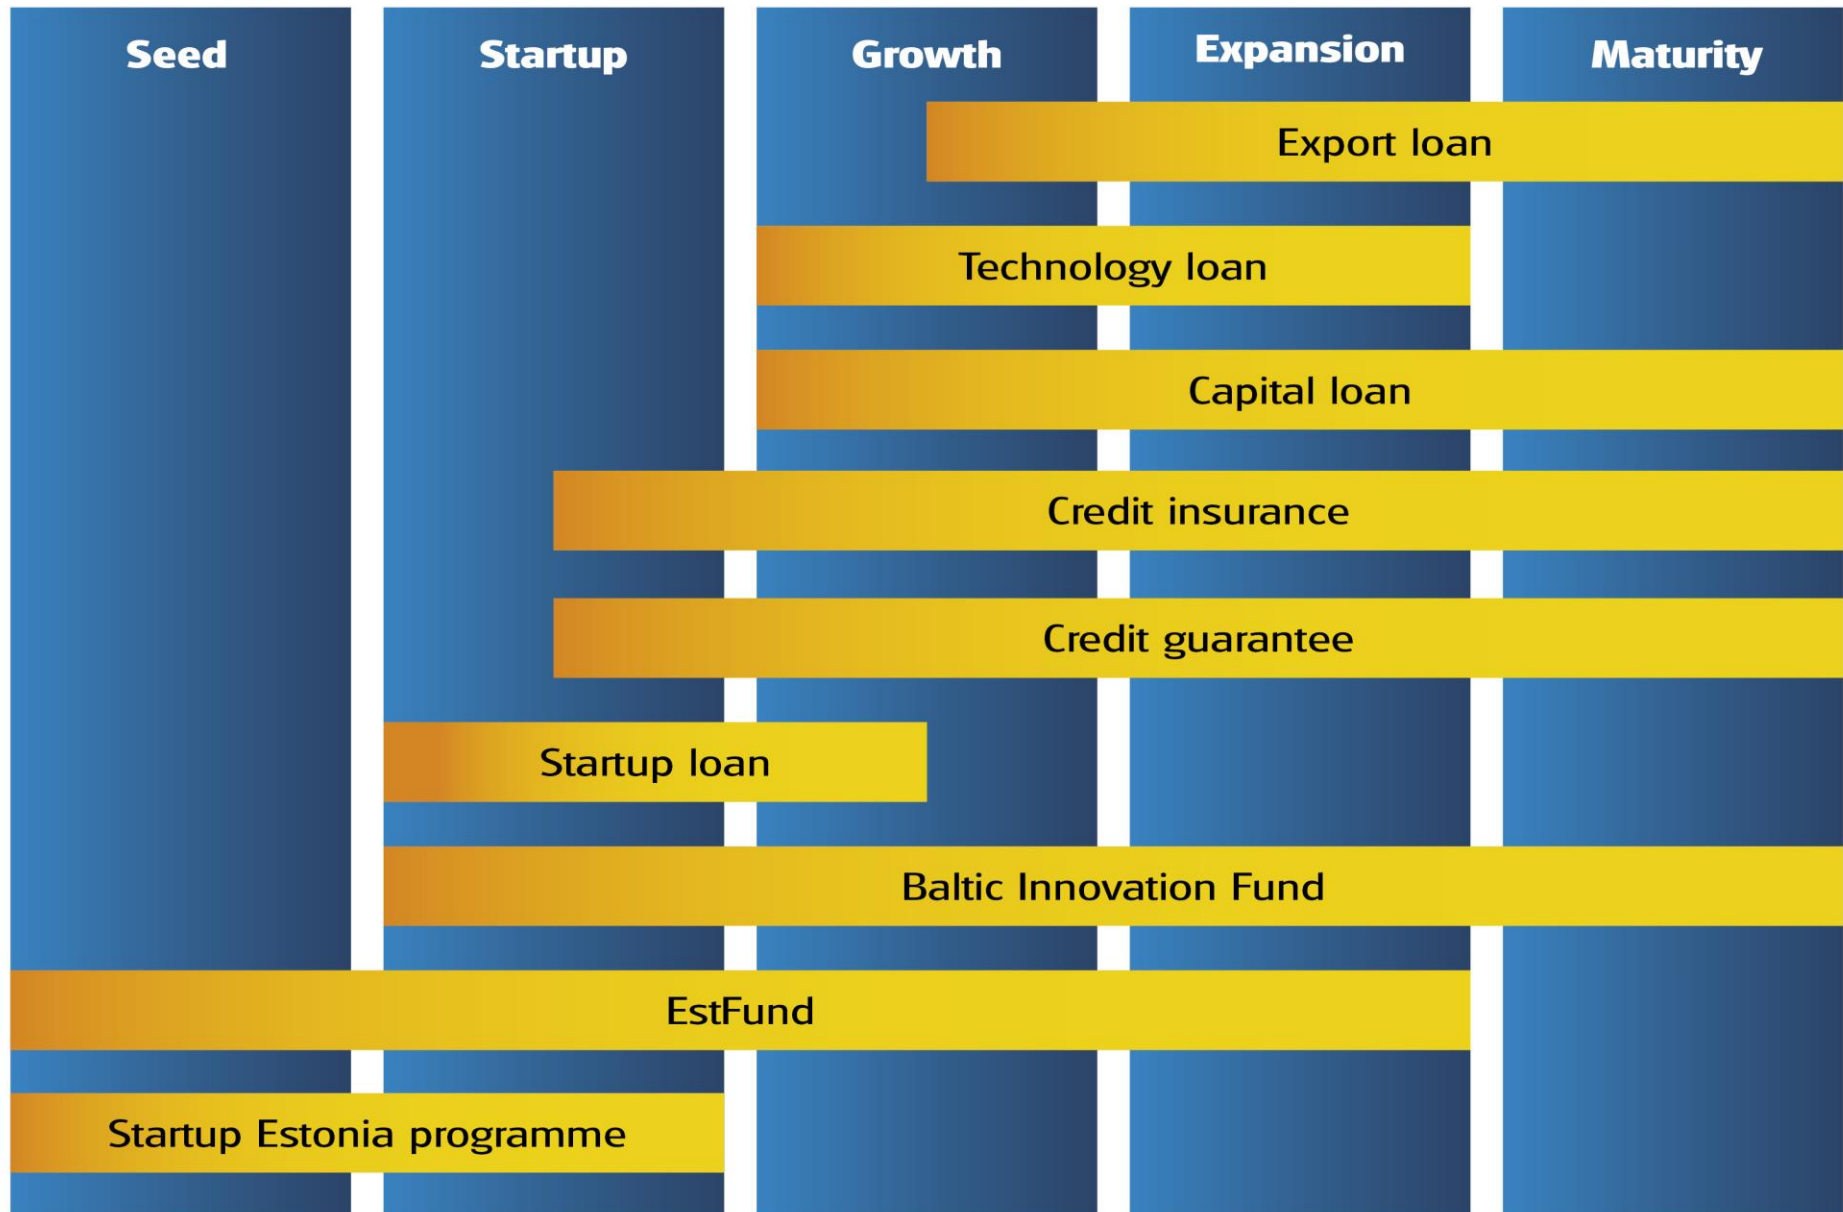 Seed
Startup
Growth
Expansion
Maturity
Export loan
Technology loan
Capital loan
Credit insurance
Credit guarantee
Startup loan
Baltic Innovation Fund
EstFund
Startup Estonia programme